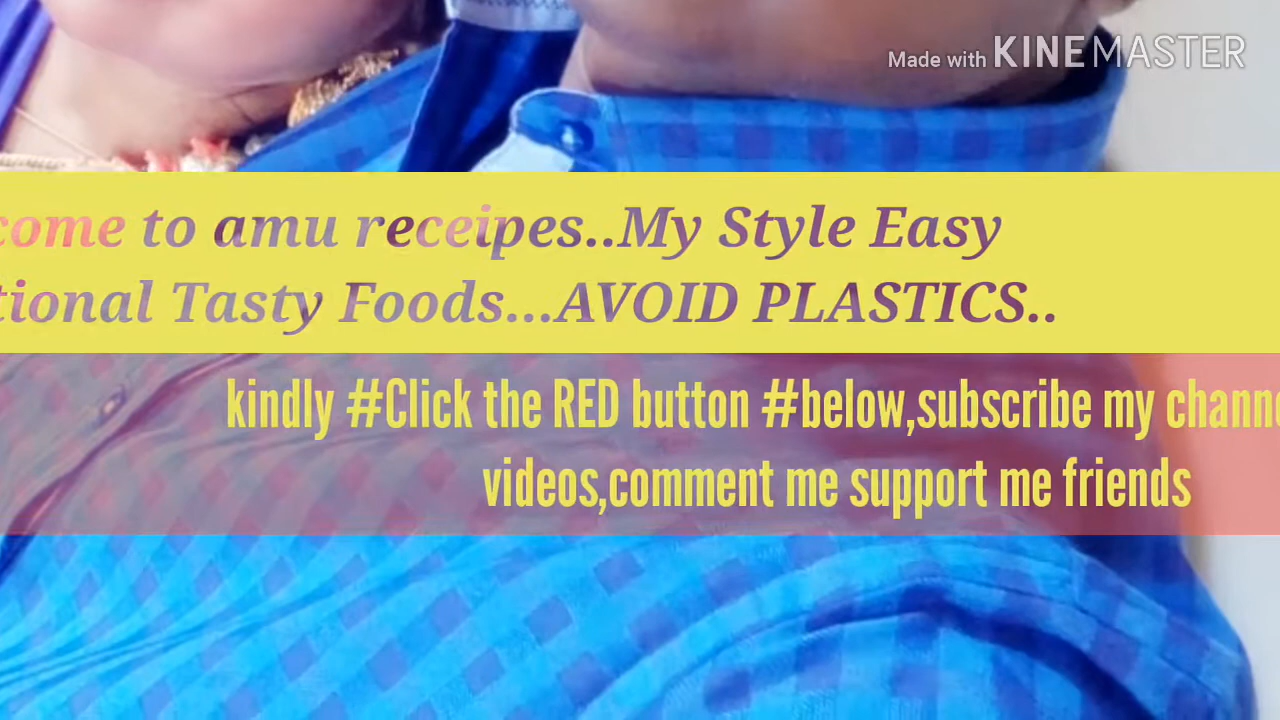 Made with KINEMASTER
come to amu receipes..My Style Easy
tional Tasty Foods...AVOID PLASTICS..
kindly #Click the RED button #below,subscribe my chann
videos,comment me support me friends